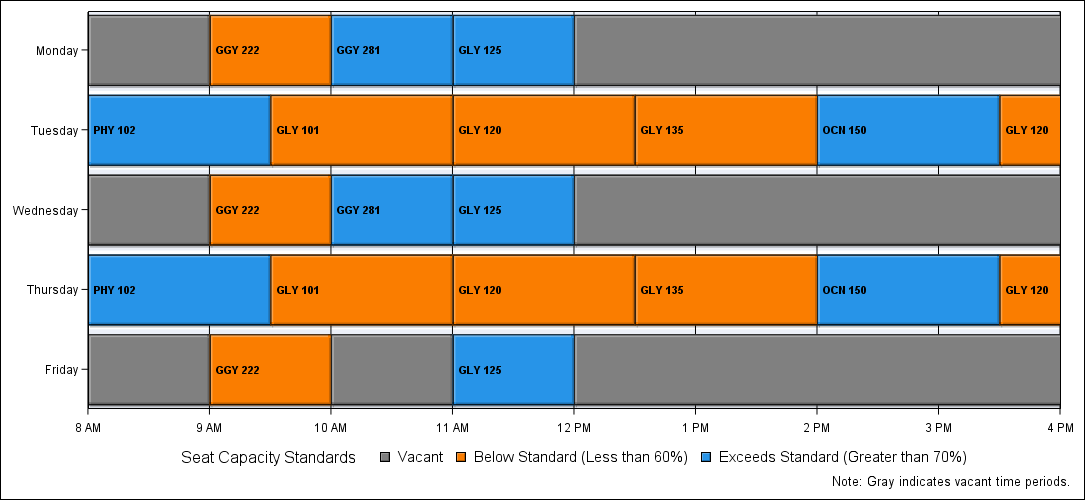 Monday
GGY 222
GGY 281
GLY 125
Tuesday
PHY 102
GLY 101
GLY 120
GLY 135
OCN 150
GLY 120
Wednesday
GGY 222
GGY 281
GLY 125
Thursday
PHY 102
GLY 101
GLY 120
GLY 135
OCN 150
GLY 120
Friday
GGY 222
GLY 125
8 AM 9 AM 10 AM 11 AM 12 PM 1 PM 2 PM 3 PM 4 PM
Seat Capacity Standards Vacant Below Standard (Less than 60%) Exceeds Standard (Greater than 70%)
Note: Gray indicates vacant time periods.